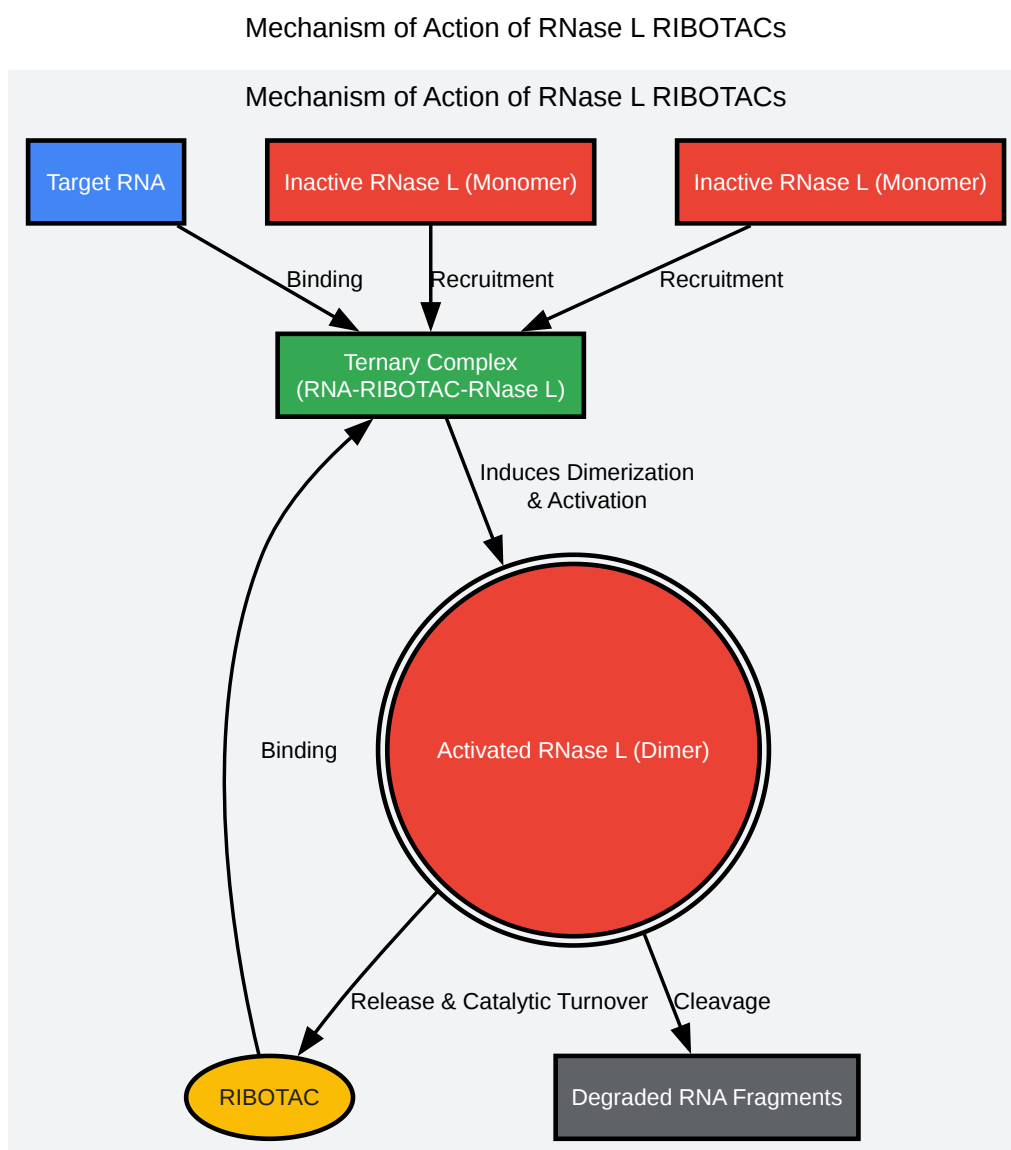 Mechanism of Action of RNase L RIBOTACs
Mechanism of Action of RNase L RIBOTACs
Target RNA
Inactive RNase L (Monomer)
Inactive RNase L (Monomer)
Binding
Recruitment
Recruitment
Ternary Complex
(RNA-RIBOTAC-RNase L)
Induces Dimerization
& Activation
Binding
Activated RNase L (Dimer)
Release & Catalytic Turnover
Cleavage
RIBOTAC
Degraded RNA Fragments